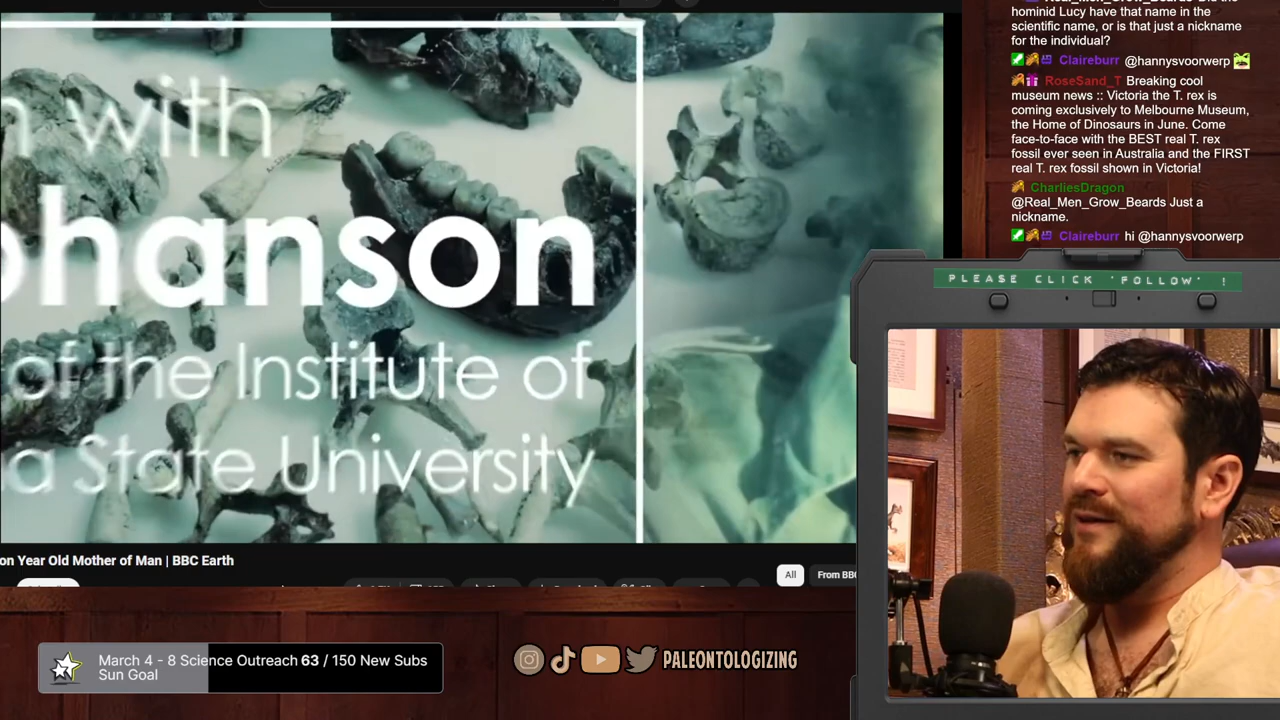 n with
ohanson
of the Institute of
a State University
on Year Old Mother of Man | BBC Earth
All
From BBC
hominid Lucy have that name in the
scientific name, or is that just a nickname
for the individual?
Claireburr @hannysvoorwerp
RoseSand_T Breaking cool
museum news :: Victoria the T. rex is
coming exclusively to Melbourne Museum,
the Home of Dinosaurs in June. Come
face-to-face with the BEST real T. rex
fossil ever seen in Australia and the FIRST
real T. rex fossil shown in Victoria!
CharliesDragon
@Real_Men_Grow_Beards Just a
nickname.
Claireburr hi @hannysvoorwerp
PLEASE CLICK 'FOLLOW' !
March 4 - 8 Science Outreach 63 / 150 New Subs
Sun Goal
PALEONTOLOGIZING